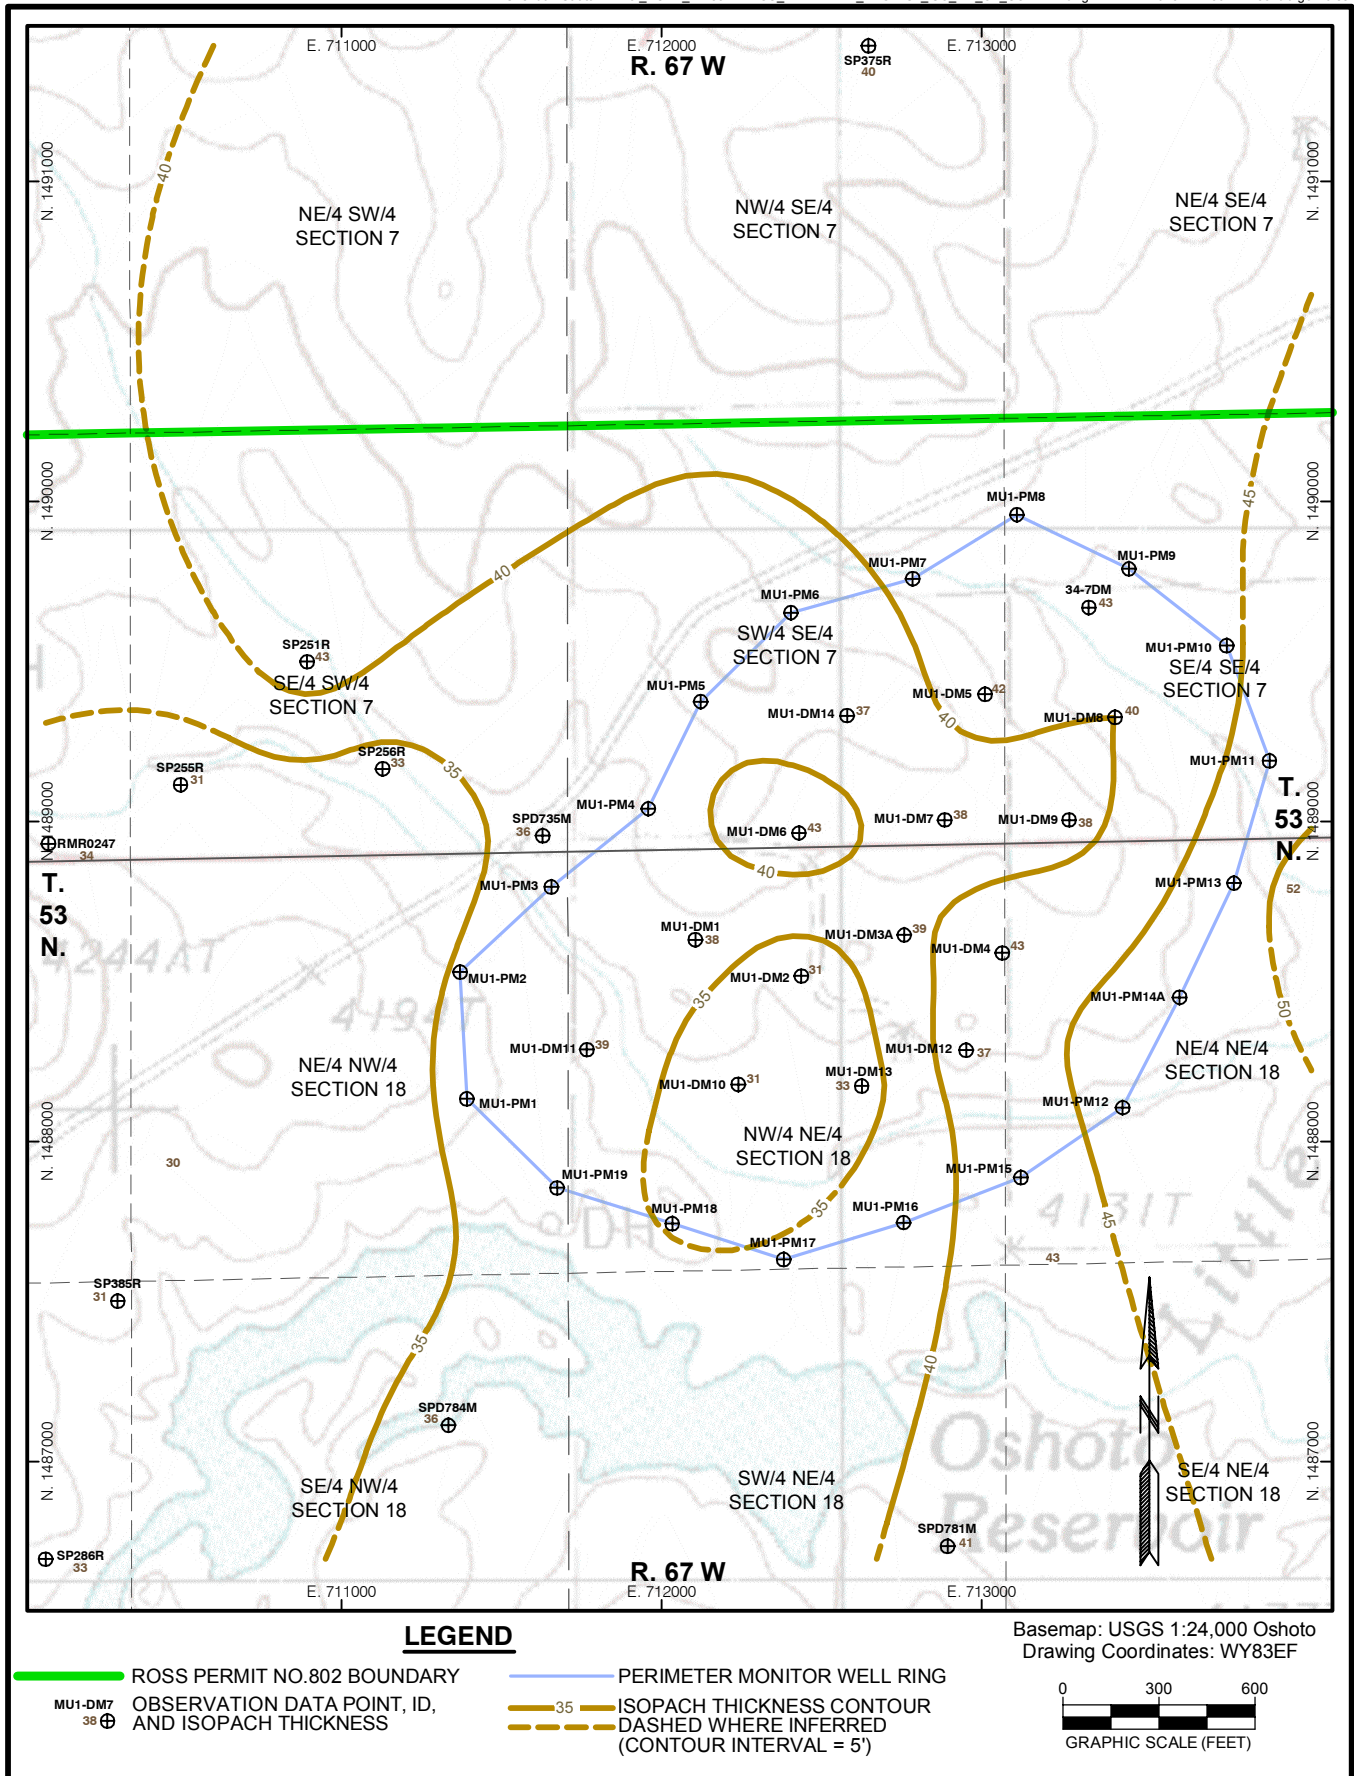 E. 711000
E. 712000
E. 713000
R. 67 W
SP375R
40
N. 1491000
N. 1491000
40
NE/4 SW/4
SECTION 7
NW/4 SE/4
SECTION 7
NE/4 SE/4
SECTION 7
N. 1490000
N. 1490000
45
MU1-PM8
MU1-PM9
MU1-PM7
40
34-7DM
43
MU1-PM6
SW/4 SE/4
SECTION 7
MU1-PM10
SE/4 SE/4
SECTION 7
SP251R
43
SE/4 SW/4
SECTION 7
MU1-PM5
MU1-DM5
42
MU1-DM14
37
40
MU1-DM8
40
SP256R
33
SP255R
31
35
MU1-PM11
T.
53
N.
MU1-PM4
SPD735M
36
MU1-DM6
43
MU1-DM7
38
MU1-DM9
38
N. 1489000
N. 1489000
RMR0247
34
40
T.
53
N.
MU1-PM3
MU1-PM13
52
MU1-DM1
38
MU1-DM3A
39
MU1-DM4
43
4244AT
MU1-PM2
MU1-DM2
31
35
MU1-PM14A
50
4194T
MU1-DM11
39
MU1-DM12
37
NE/4 NW/4
SECTION 18
MU1-DM10
31
MU1-DM13
33
NE/4 NE/4
SECTION 18
MU1-PM1
MU1-PM12
N. 1488000
N. 1488000
NW/4 NE/4
SECTION 18
30
MU1-PM19
MU1-PM15
MU1-PM18
35
MU1-PM16
DH
4131T
45
MU1-PM17
43
Little
SP385R
31
35
40
SPD784M
36
Oshoto
Reservoir
N. 1487000
N. 1487000
SE/4 NW/4
SECTION 18
SW/4 NE/4
SECTION 18
SE/4 NE/4
SECTION 18
SPD781M
41
SP286R
33
R. 67 W
E. 711000
E. 712000
E. 713000
LEGEND
ROSS PERMIT NO.802 BOUNDARY
MU1-DM7
38
OBSERVATION DATA POINT, ID,
AND ISOPACH THICKNESS
PERIMETER MONITOR WELL RING
35
ISOPACH THICKNESS CONTOUR
DASHED WHERE INFERRED
(CONTOUR INTERVAL = 5')
Basemap: USGS 1:24,000 Oshoto
Drawing Coordinates: WY83EF
0 300 600
GRAPHIC SCALE (FEET)